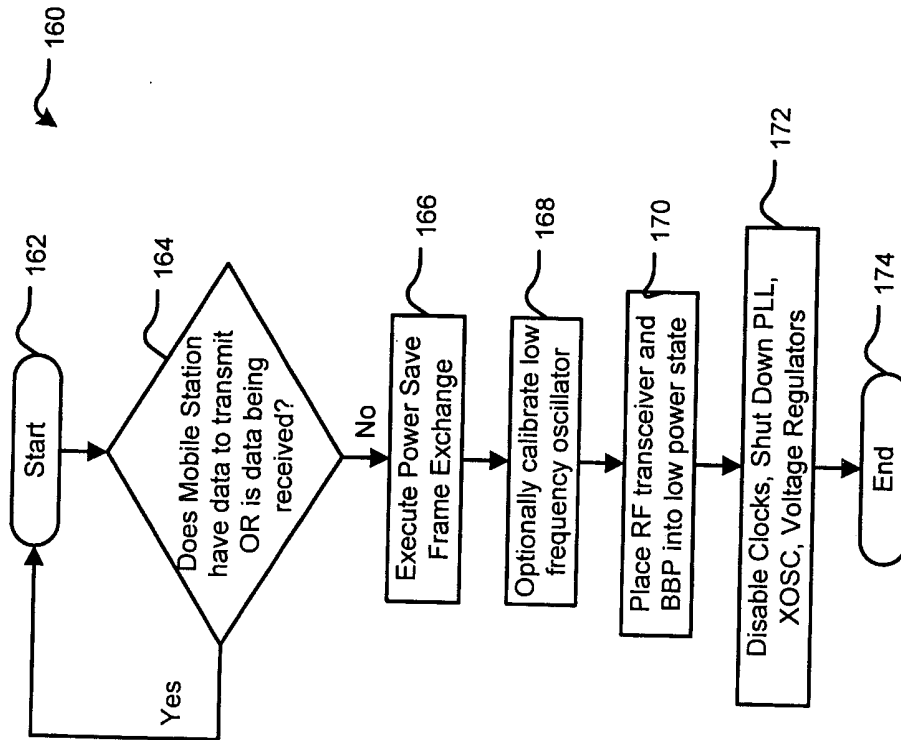 160
Start
162
Does Mobile Station
have data to transmit
OR is data being
received?
164
Yes
No
Execute Power Save
Frame Exchange
166
Optionally calibrate low
frequency oscillator
168
Place RF transceiver and
BBP into low power state
170
Disable Clocks, Shut Down PLL,
XOSC, Voltage Regulators
172
End
174